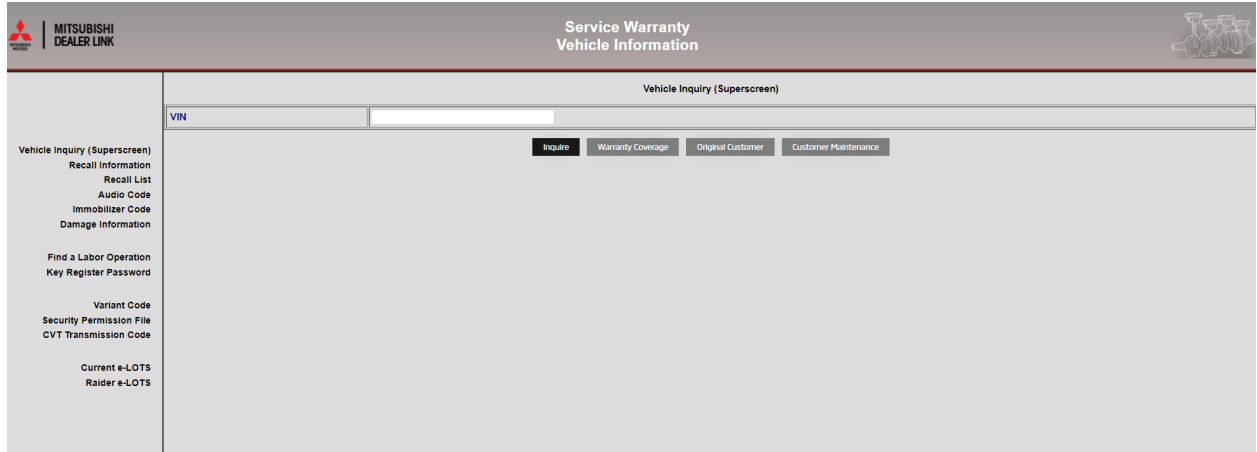 MITSUBISHI
DEALER LINK
MITSUBISHI
MOTORS
Service Warranty
Vehicle Information
Vehicle Inquiry (Superscreen)
VIN
Inquire Warranty Coverage Original Customer Customer Maintenance
Vehicle Inquiry (Superscreen)
Recall Information
Recall List
Audio Code
Immobilizer Code
Damage Information
Find a Labor Operation
Key Register Password
Variant Code
Security Permission File
CVT Transmission Code
Current e-LOTS
Raider e-LOTS